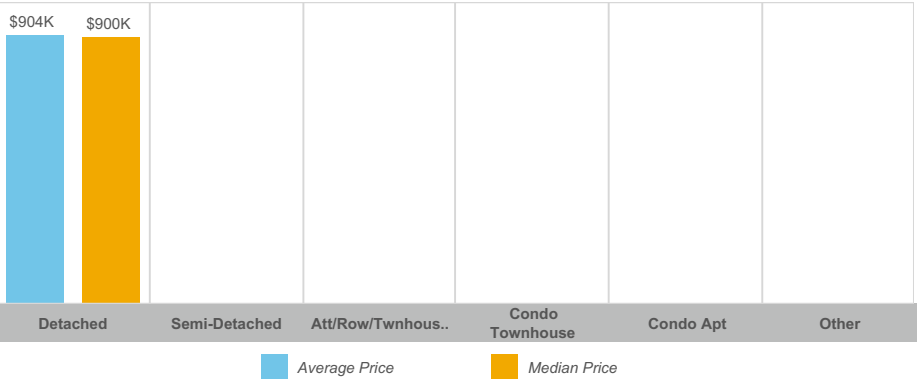 $904K
$900K
Detached
Semi-Detached
Att/Row/Twnhous..
Condo
Townhouse
Condo Apt
Other
Average Price
Median Price